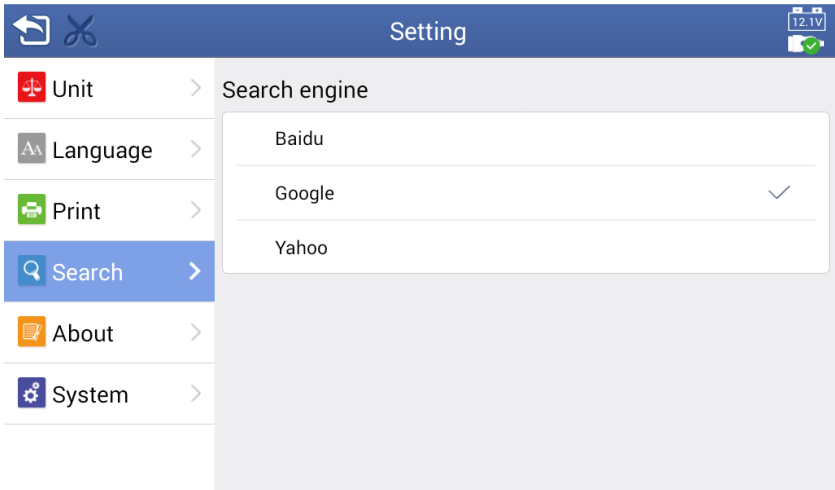 Setting
12.1V
Unit
Language
Print
Search
About
System
Search engine
Baidu
Google
Yahoo